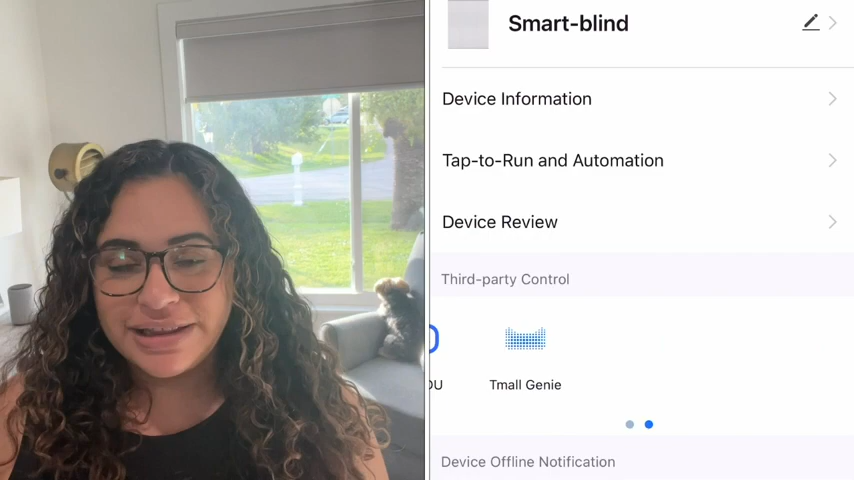 Smart-blind
Device Information
Tap-to-Run and Automation
Device Review
Third-party Control
OU
Tmall Genie
Device Offline Notification